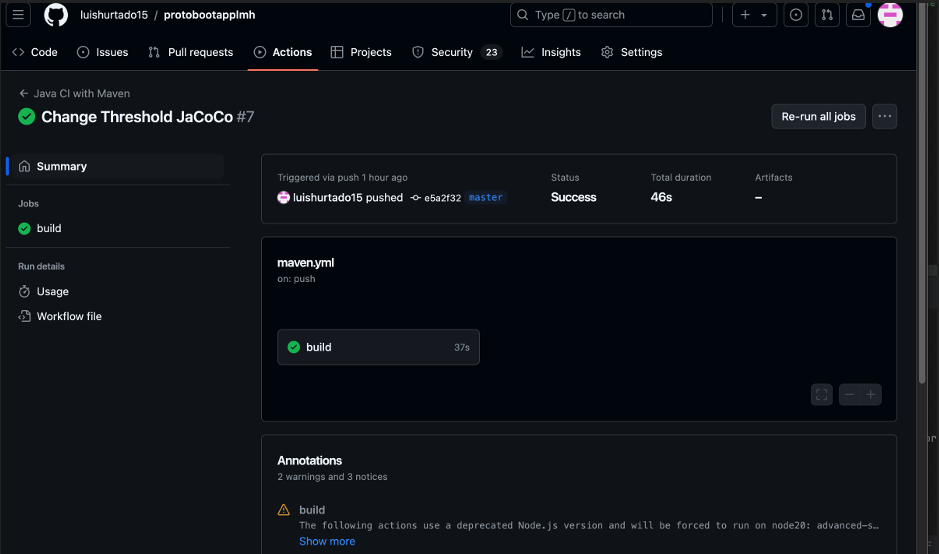 luishurtado15 / protobootapplmh
Type / to search
Code Issues Pull requests Actions Projects Security 23 Insights Settings
Java CI with Maven
Change Threshold JaCoCo #7
Re-run all jobs
Summary
Jobs
build
Run details
Usage
Workflow file
Triggered via push 1 hour ago
luishurtado15 pushed e5a2f32 master
Status
Success
Total duration
46s
Artifacts
–
maven.yml
on: push
build 37s
Annotations
2 warnings and 3 notices
build
The following actions use a deprecated Node.js version and will be forced to run on node20: advanced-s…
Show more